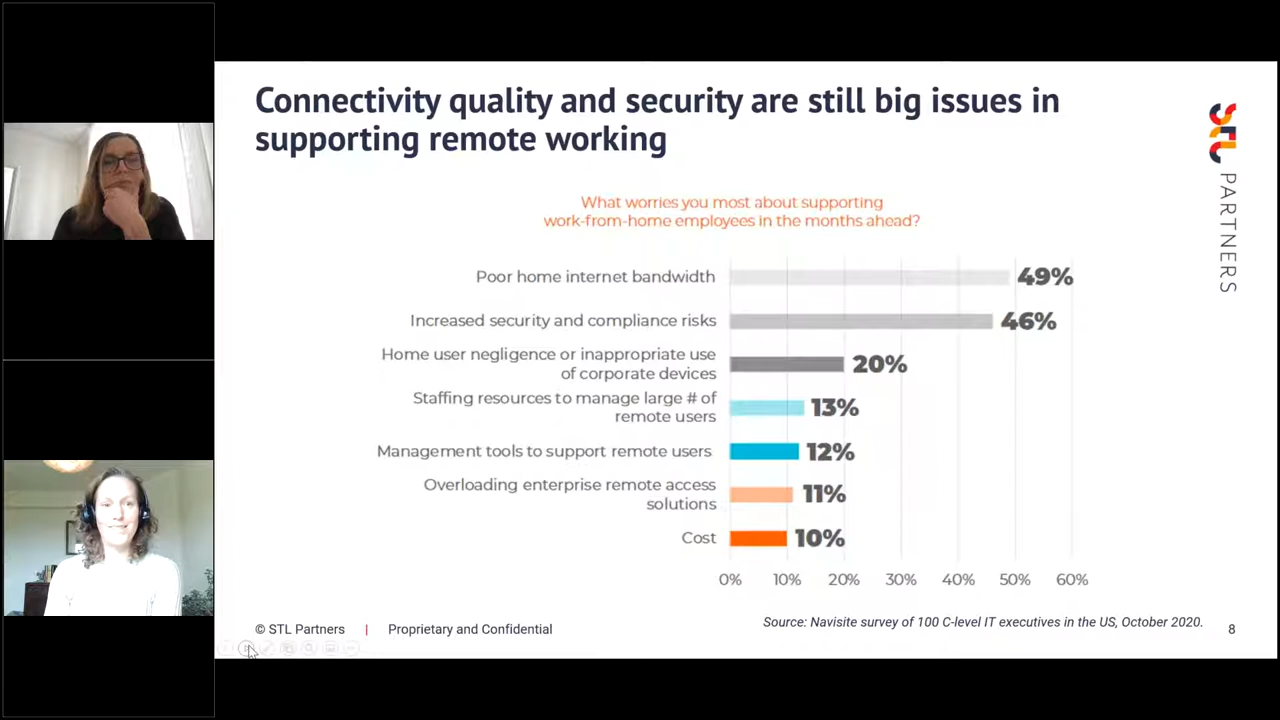 Connectivity quality and security are still big issues in
supporting remote working
STL PARTNERS
What worries you most about supporting
work-from-home employees in the months ahead?
Poor home internet bandwidth
49%
Increased security and compliance risks
46%
Home user negligence or inappropriate use
of corporate devices
20%
Staffing resources to manage large # of
remote users
13%
Management tools to support remote users
12%
Overloading enterprise remote access
solutions
11%
Cost
10%
0% 10% 20% 30% 40% 50% 60%
Source: Navisite survey of 100 C-level IT executives in the US, October 2020.
© STL Partners | Proprietary and Confidential
8